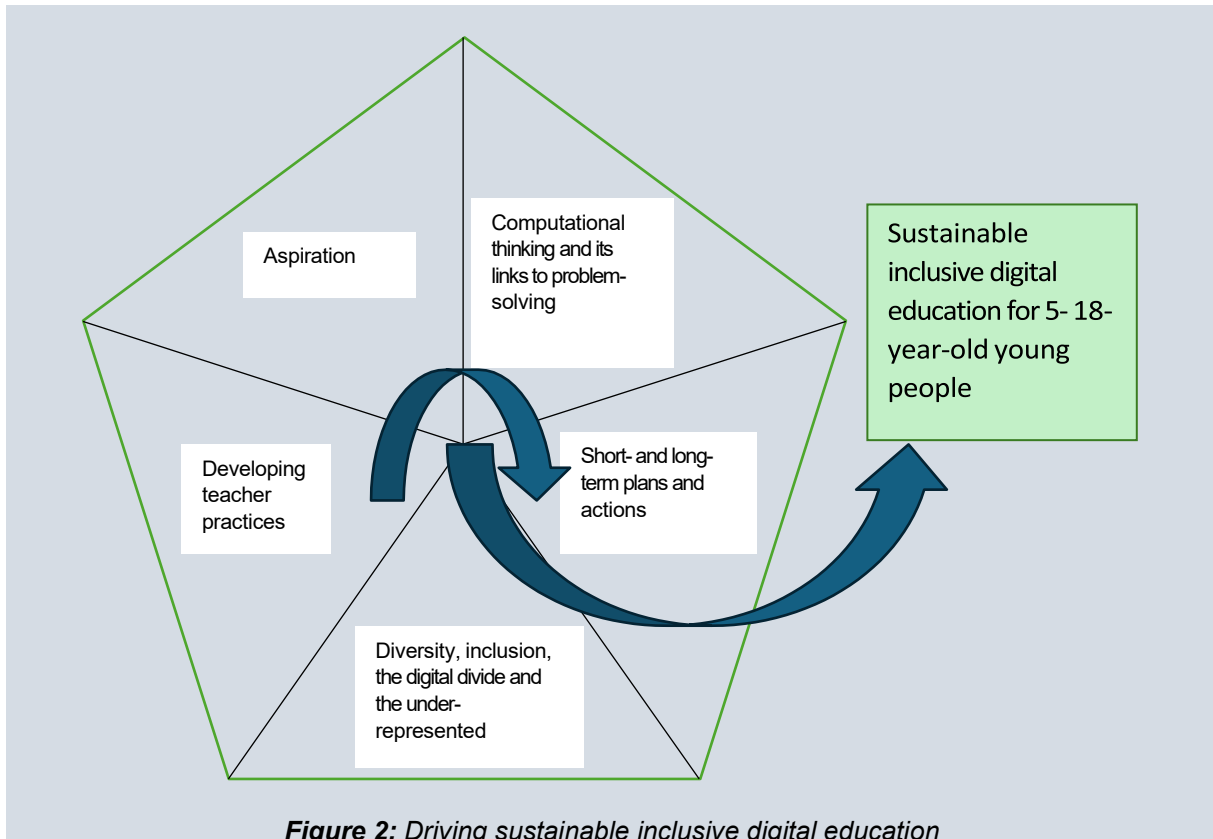 Aspiration
Computational
thinking and its
links to problem-
solving
Sustainable
inclusive digital
education for 5- 18-
year-old young
people
Developing
teacher
practices
Short- and long-
term plans and
actions
Diversity, inclusion,
the digital divide and
the under-
represented
Figure 2: Driving sustainable inclusive digital education